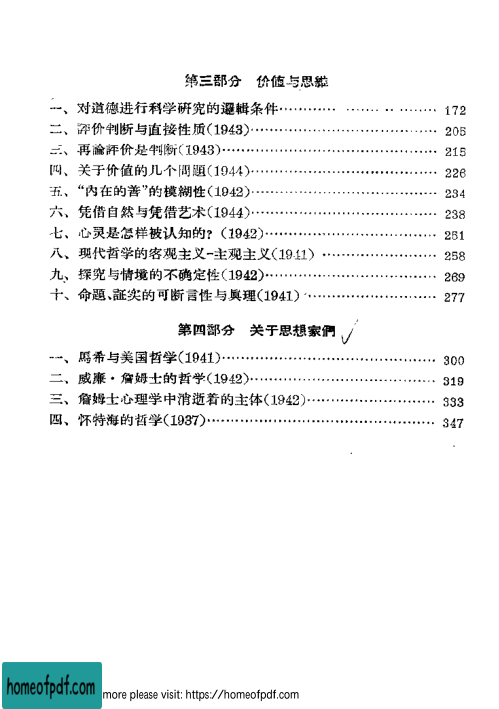 第三部分 价值与思維
一、对道德进行科学硏究的邏輯条件………… ……‥‥……… 172
二、評价判断与直接性质(1943)………………………………… 205
三、再論評价是判断(1943)……………………………………… 215
四、关于价值的几个問題(1944)………………………………… 226
五、“內在的善”的模糊性(1942)……………………………… 234
六、凭借自然与凭借艺术(1944)………………………………… 238
七、心灵是怎样被认知的?(1942)……………………………… 251
八、现代哲学的客观主义-主观主义(1941) …………………… 258
九、探究与情境的不确定性(1942)……………………………… 269
十、命題、証实的可断言性与眞理(1941) …………………… 277
第四部分 关于思想家們
一、馬希与美国哲学(1941)……………………………………… 300
二、威廉·詹姆士的哲学(1942)………………………………… 319
三、詹姆士心理学中消逝着的主体(1942)……………………… 333
四、怀特海的哲学(1937)………………………………………… 347
homeofpdf.com more please visit: https://homeofpdf.com